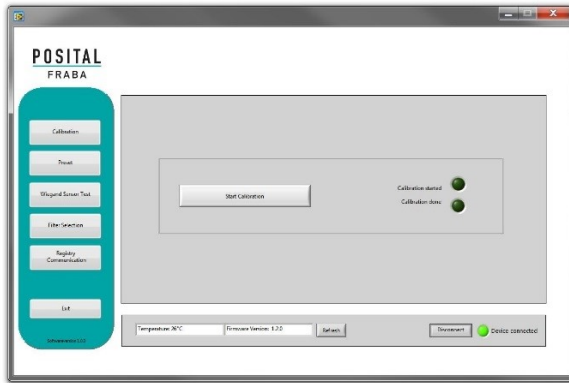 POSITAL
FRABA
Calibration
Preset
Wiegand Sensor Test
Filter Selection
Registry
Communication
Exit
Start Calibration
Calibration started
Calibration done
Temperature 26°C
Firmware Version: 1.2.0
Refresh
Disconnect
Device connected